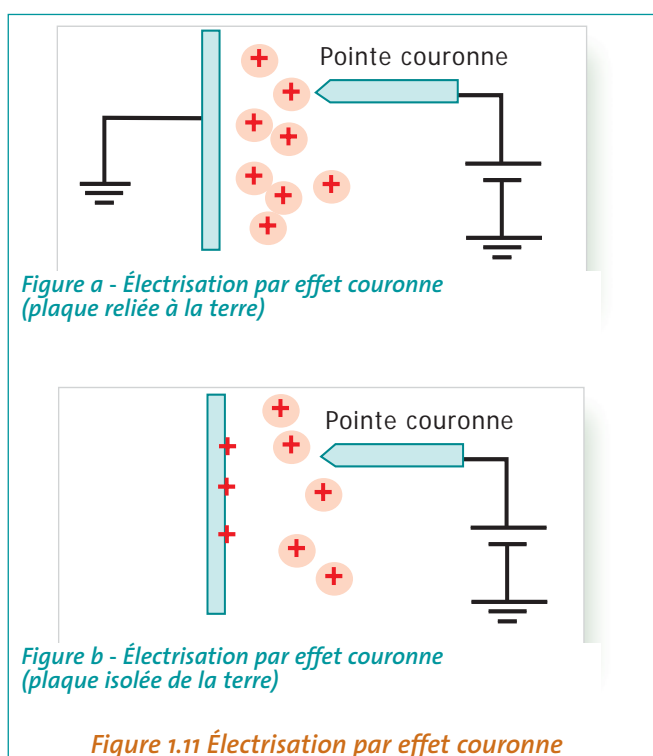 Pointe couronne
Figure a - Électrisation par effet couronne
(plaque reliée à la terre)
Pointe couronne
Figure b - Électrisation par effet couronne
(plaque isolée de la terre)
Figure 1.11 Électrisation par effet couronne